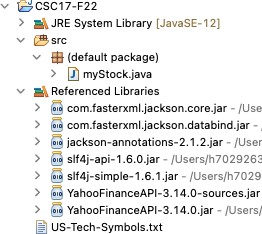 CSC17-F22
JRE System Library [JavaSE-12]
src
(default package)
myStock.java
Referenced Libraries
com.fasterxml.jackson.core.jar - /Us
com.fasterxml.jackson.databind.jar -
jackson-annotations-2.1.2.jar - /Use
slf4j-api-1.6.0.jar - /Users/h7029263
slf4j-simple-1.6.1.jar - /Users/h70292
YahooFinanceAPI-3.14.0-sources.jar
YahooFinanceAPI-3.14.0.jar - /Users/
US-Tech-Symbols.txt